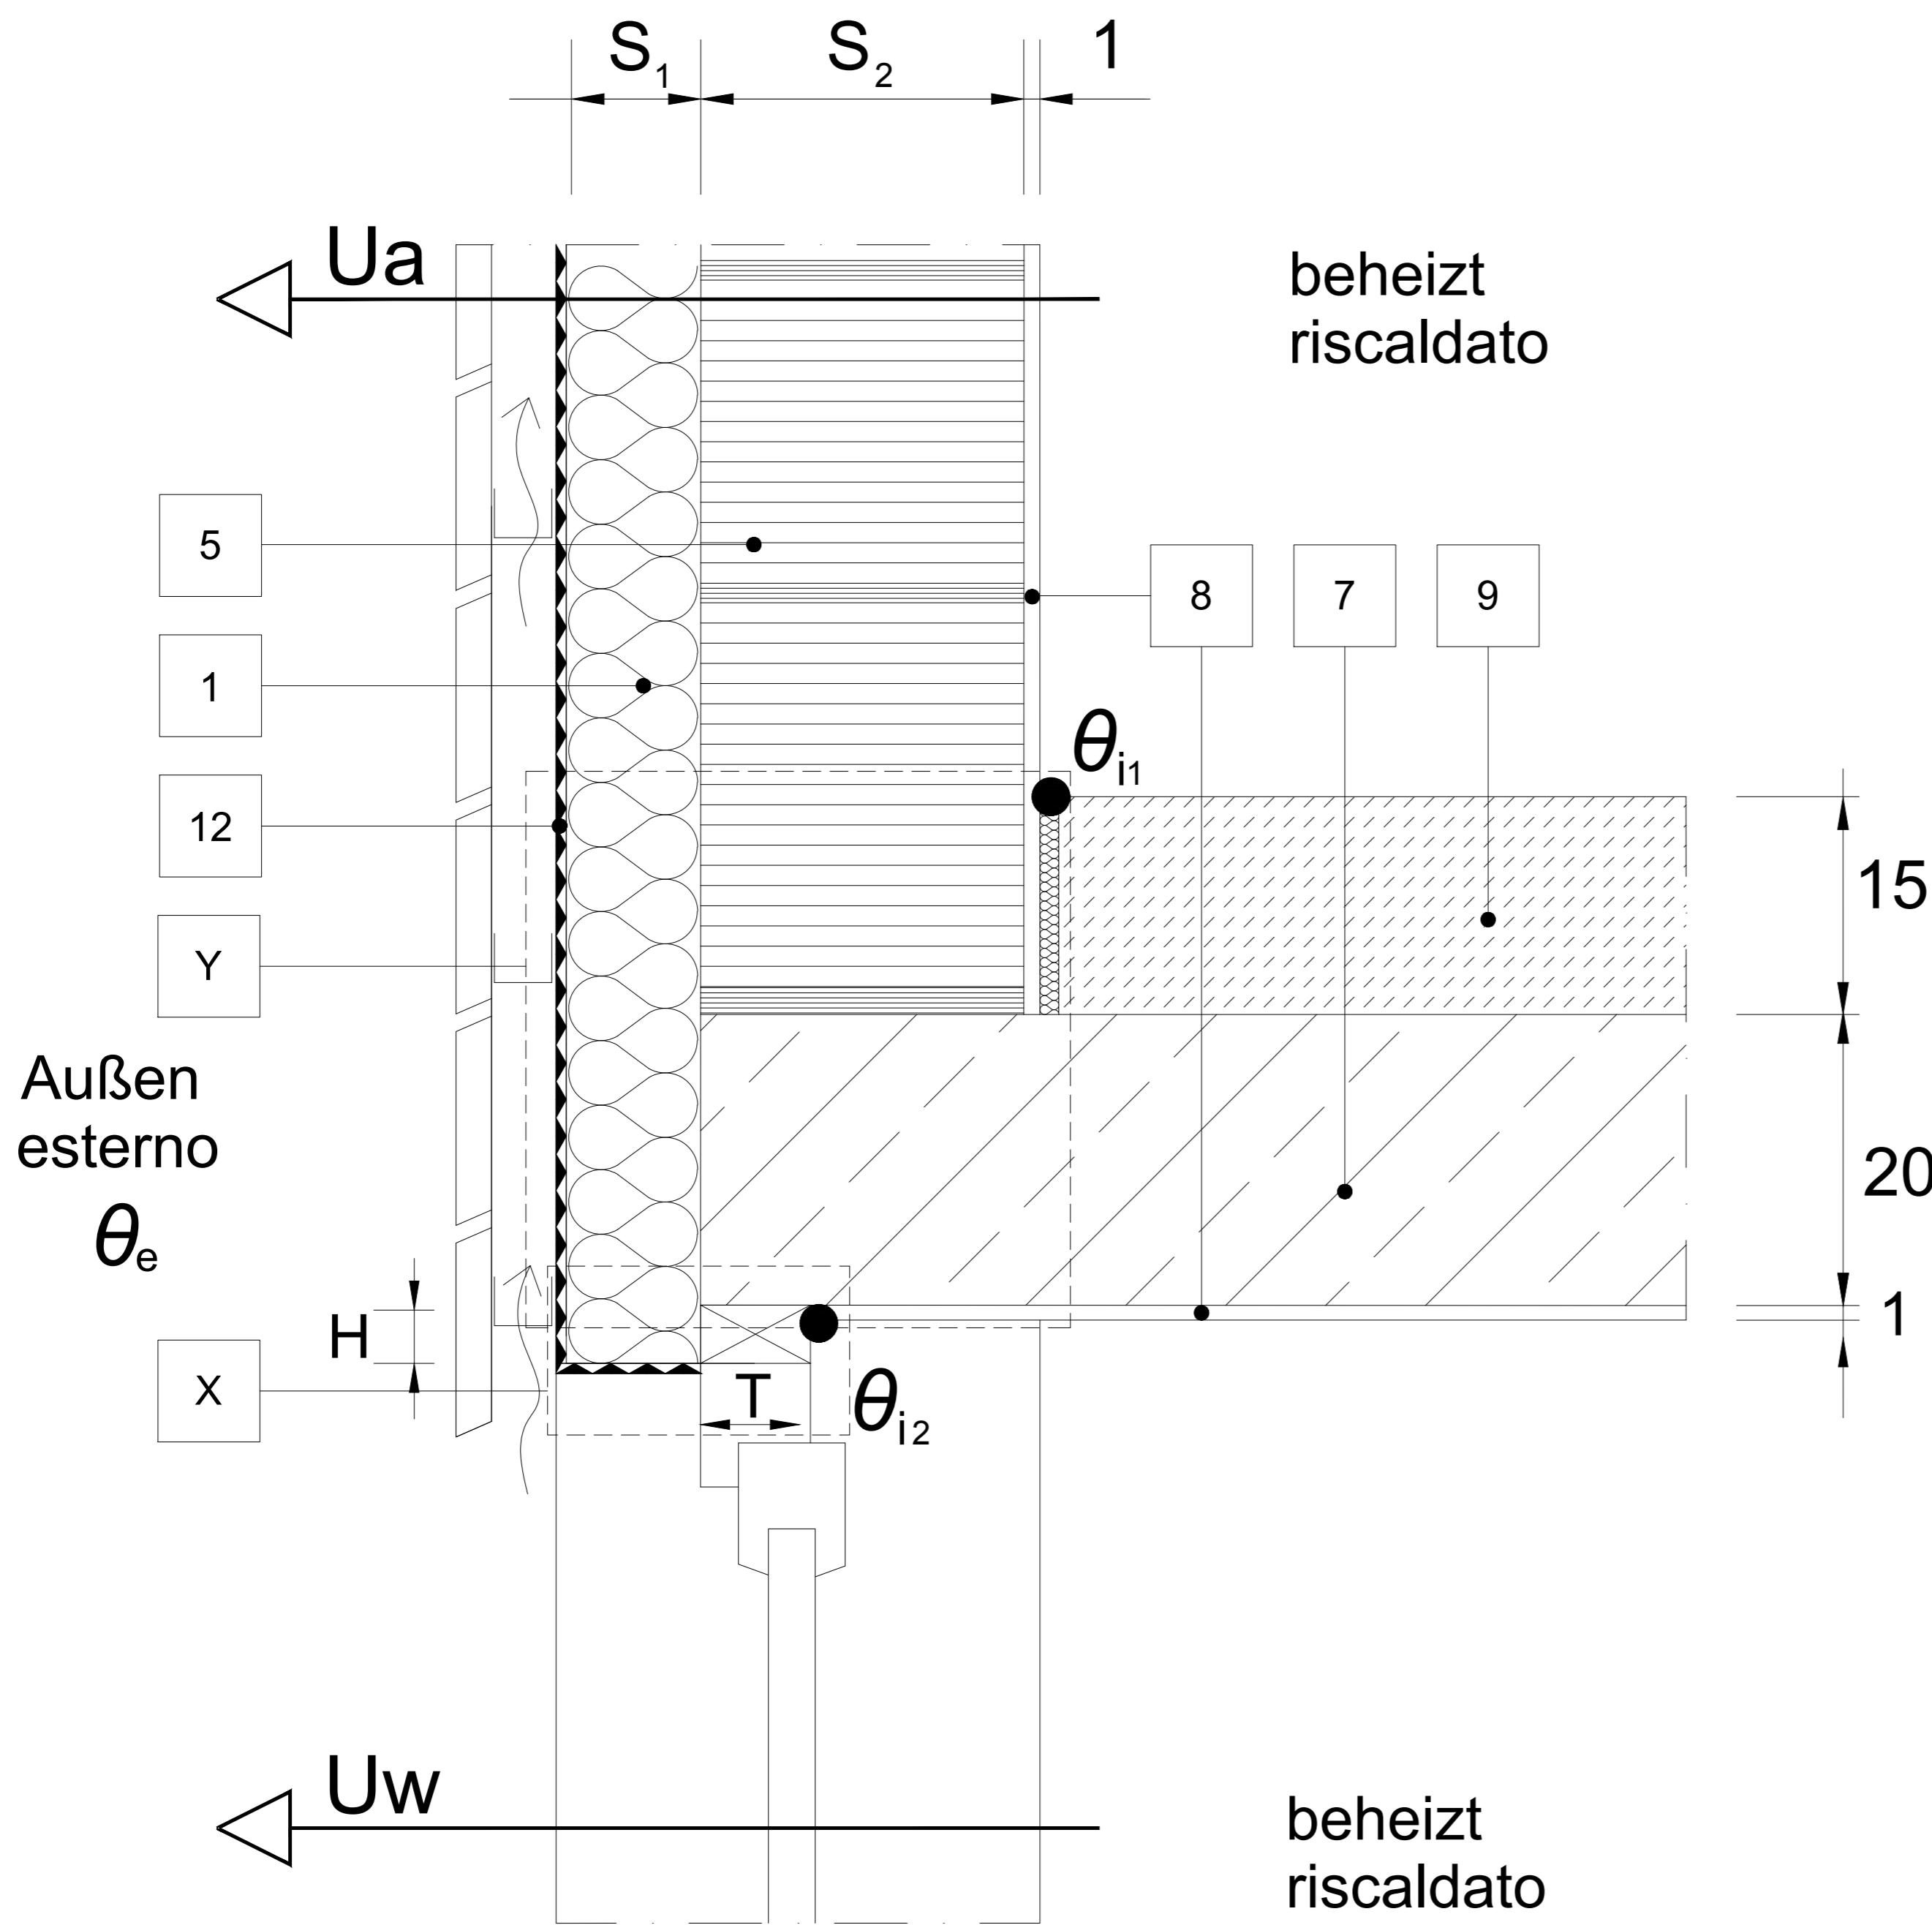 S1
S2
1
Ua
beheizt
riscaldato
5
8
7
9
1
θi1
12
15
Y
Außen
esterno
20
θe
H
1
X
T
θi2
Uw
beheizt
riscaldato